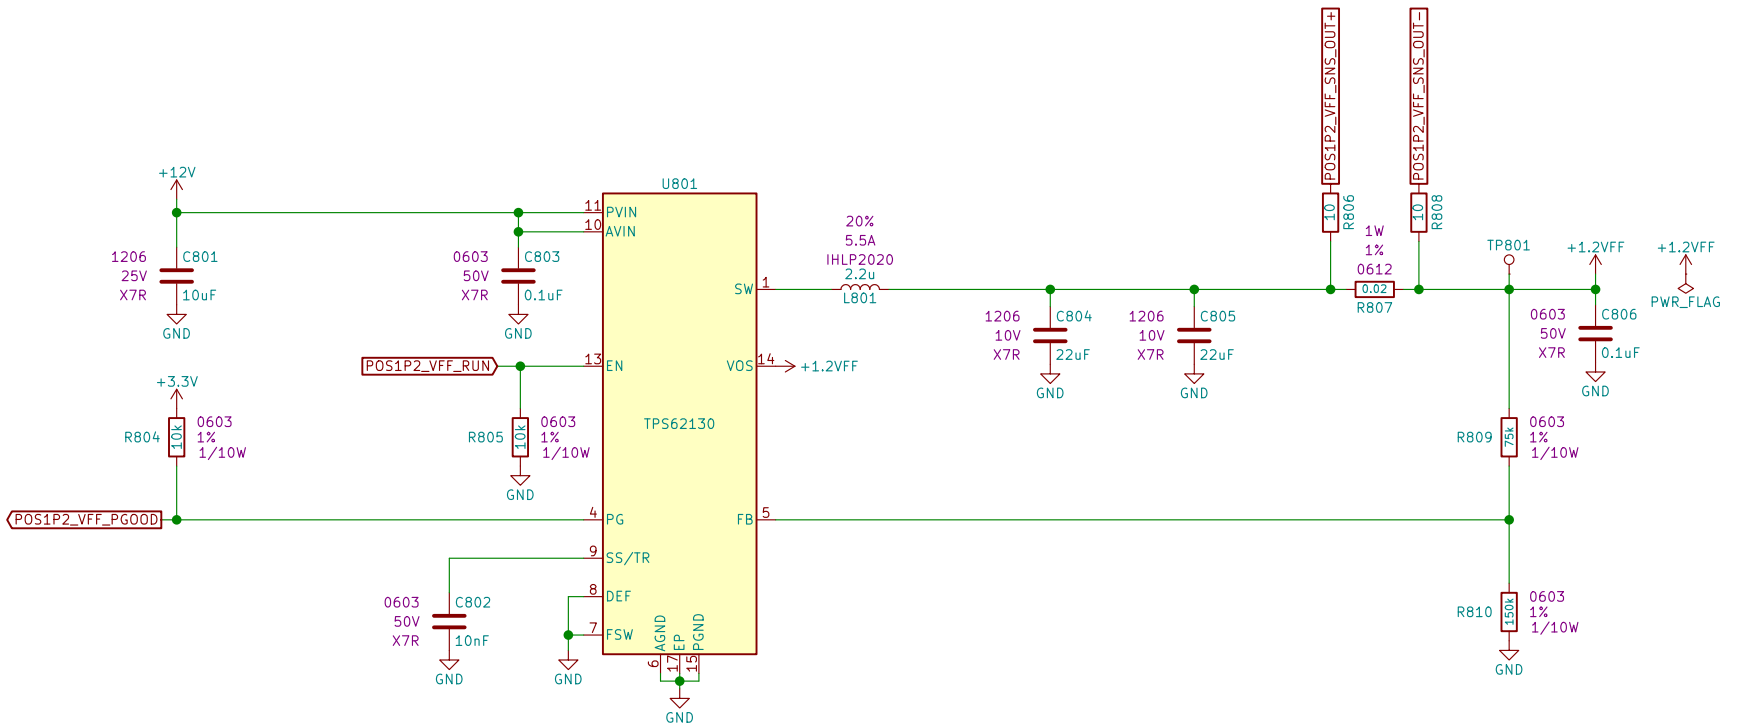 POS1P2_VFF_SNS_OUT+
POS1P2_VFF_SNS_OUT-
10
R806
10
R808
+12V
1206
25V
X7R
C801
10uF
GND
0603
50V
X7R
C803
0.1uF
GND
POS1P2_VFF_RUN
+3.3V
R804
10k
0603
1%
1/10W
R805
10k
0603
1%
1/10W
GND
POS1P2_VFF_PGOOD
0603
50V
X7R
C802
10nF
GND
GND
U801
11
PVIN
10
AVIN
13
EN
4
PG
9
SS/TR
8
DEF
7
FSW
TPS62130
SW
1
VOS
14
+1.2VFF
FB
5
AGND
6
EP
17
PGND
15
GND
20%
5.5A
IHLP2020
2.2u
L801
1206
10V
X7R
C804
22uF
GND
1206
10V
X7R
C805
22uF
GND
1W
1%
0612
0.02
R807
TP801
+1.2VFF
+1.2VFF
PWR_FLAG
0603
50V
X7R
C806
0.1uF
GND
R809
75k
0603
1%
1/10W
R810
150k
0603
1%
1/10W
GND